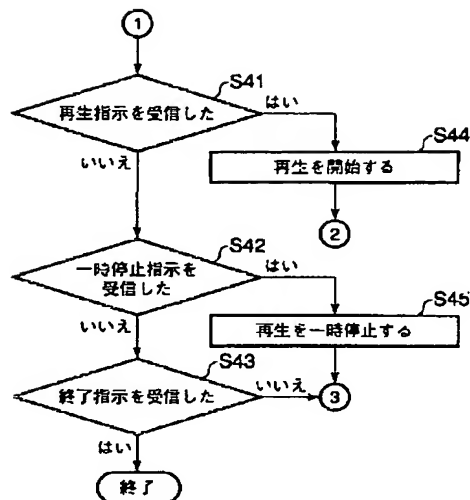 1
S41
再生指示を受信した
はい
いいえ
S44
再生を開始する
2
S42
一時停止指示を
受信した
はい
いいえ
S45
再生を一時停止する
S43
終了指示を受信した
いいえ
3
はい
終了